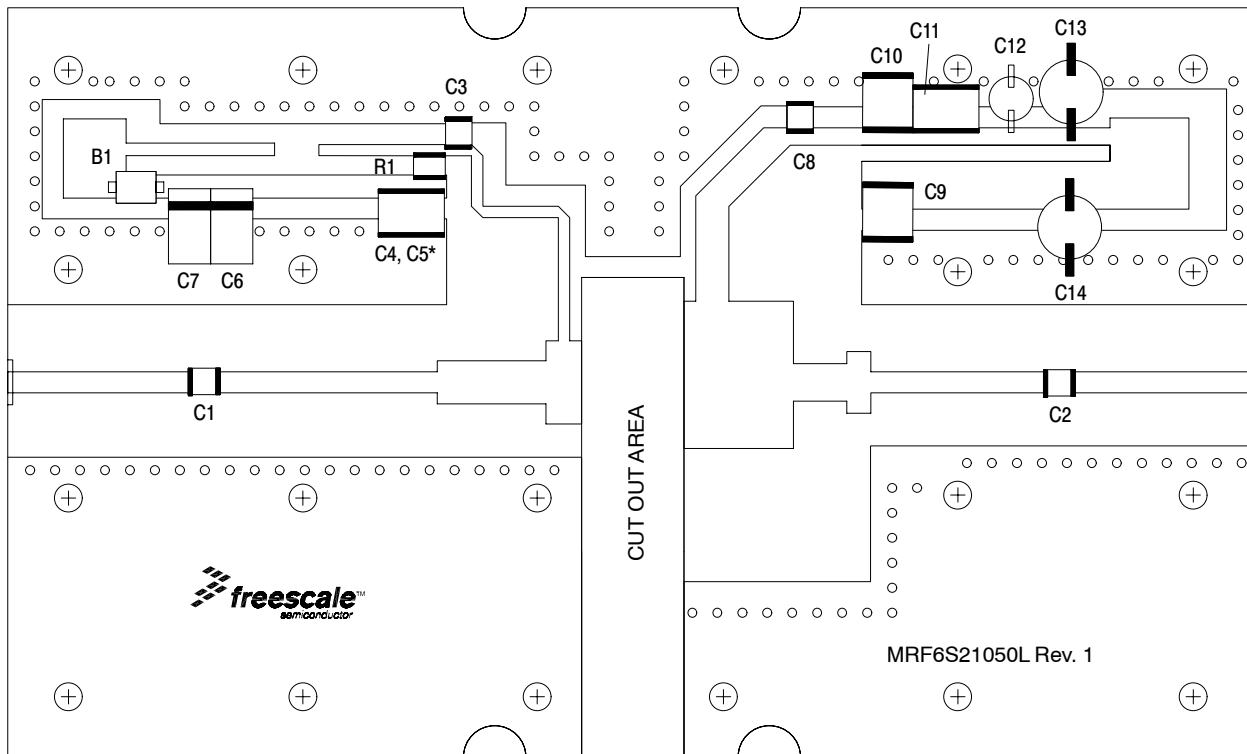 C13
C11
C12
C10
C3
B1
R1
C8
C9
C4, C5*
C7
C6
C14
C1
C2
CUT OUT AREA
freescale™
semiconductor
MRF6S21050L Rev. 1